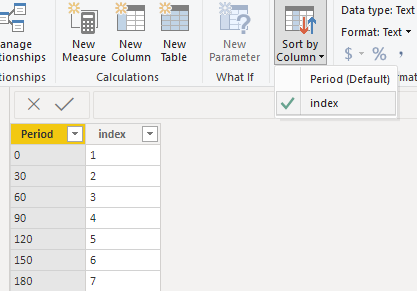 anage
ationships
tionships
New
Measure
New
Column
New
Table
Calculations
New
Parameter
What If
Sort by
Column
Data type: Text
Format: Text
$ % ,
Period (Default)
index
Period index
0 1
30 2
60 3
90 4
120 5
150 6
180 7